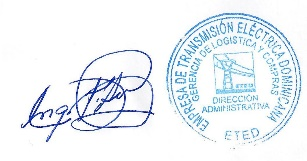 EMPRESA DE TRANSMISIÓN ELÉCTRICA DOMINICANA
GERENCIA DE LOGISTICA Y COMPRAS
DIRECCIÓN
ADMINISTRATIVA
ETED